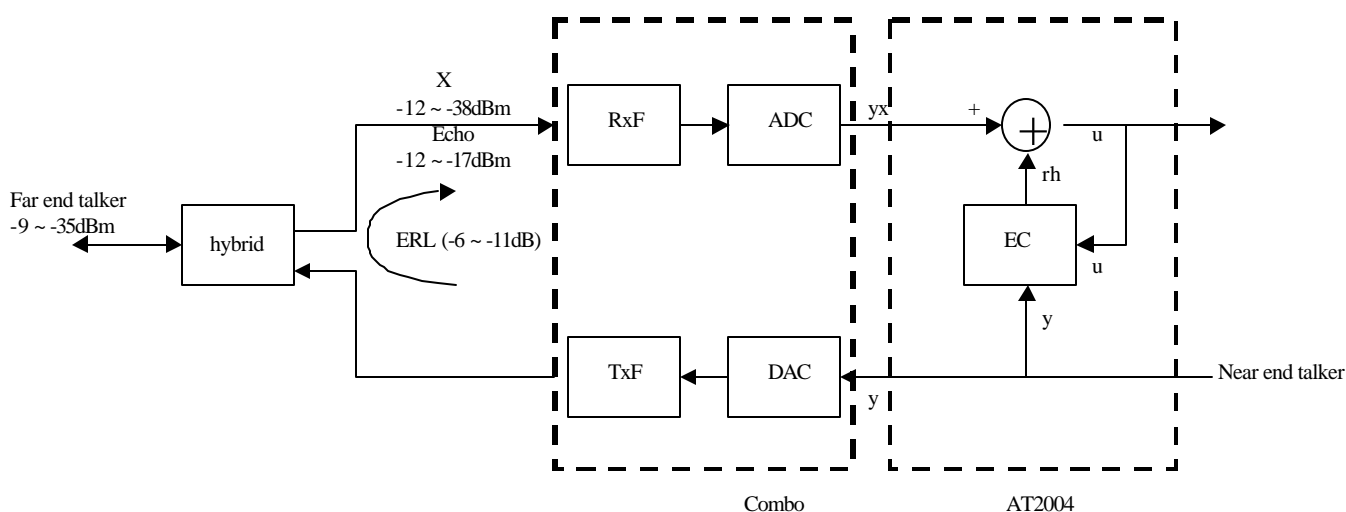 X
-12 ~ -38dBm
Echo
-12 ~ -17dBm
RxF
ADC
yx
+
+
u
rh
Far end talker
-9 ~ -35dBm
hybrid
ERL (-6 ~ -11dB)
EC
u
y
TxF
DAC
y
Near end talker
Combo
AT2004